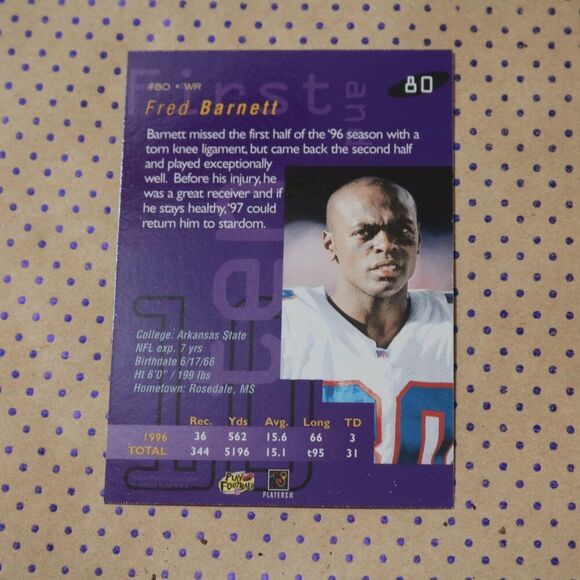 80
#80 • WR
First
an
Fred Barnett
Barnett missed the first half of the '96 season with a
torn knee ligament, but came back the second half
and played exceptionally
well. Before his injury, he
was a great receiver and if
he stays healthy, '97 could
return him to stardom.
College: Arkansas State
NFL exp. 7 yrs
Birthdate 6/17/66
Ht 6'0" / 199 lbs
Hometown: Rosedale, MS
Rec. Yds Avg. Long TD
1996 36 562 15.6 66 3
TOTAL 344 5196 15.1 t95 31
PLAY
FOOTBALL
PLAYERS